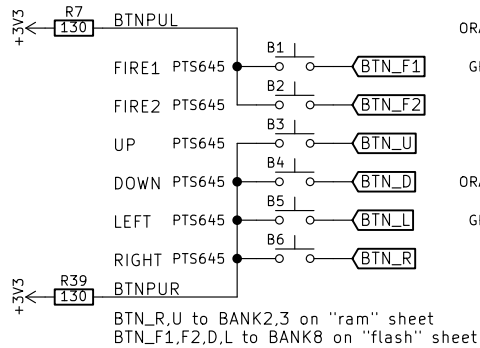 R7
130
+3V3
BTNPUL
ORA
B1
FIRE1 PTS645 BTN_F1
B2
FIRE2 PTS645 BTN_F2
B3
UP PTS645 BTN_U
B4
DOWN PTS645 BTN_D
ORA
B5
LEFT PTS645 BTN_L
B6
RIGHT PTS645 BTN_R
R39
130
+3V3
BTNPUR
BTN_R,U to BANK2,3 on "ram" sheet
BTN_F1,F2,D,L to BANK8 on "flash" sheet